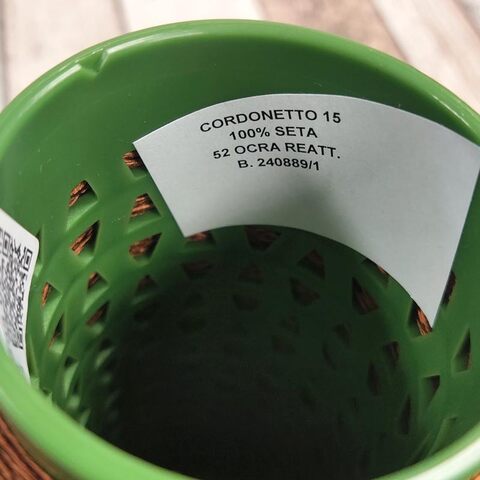 CORDONETTO 15
100% SETA
52 OCRA REATT.
B. 240889/1